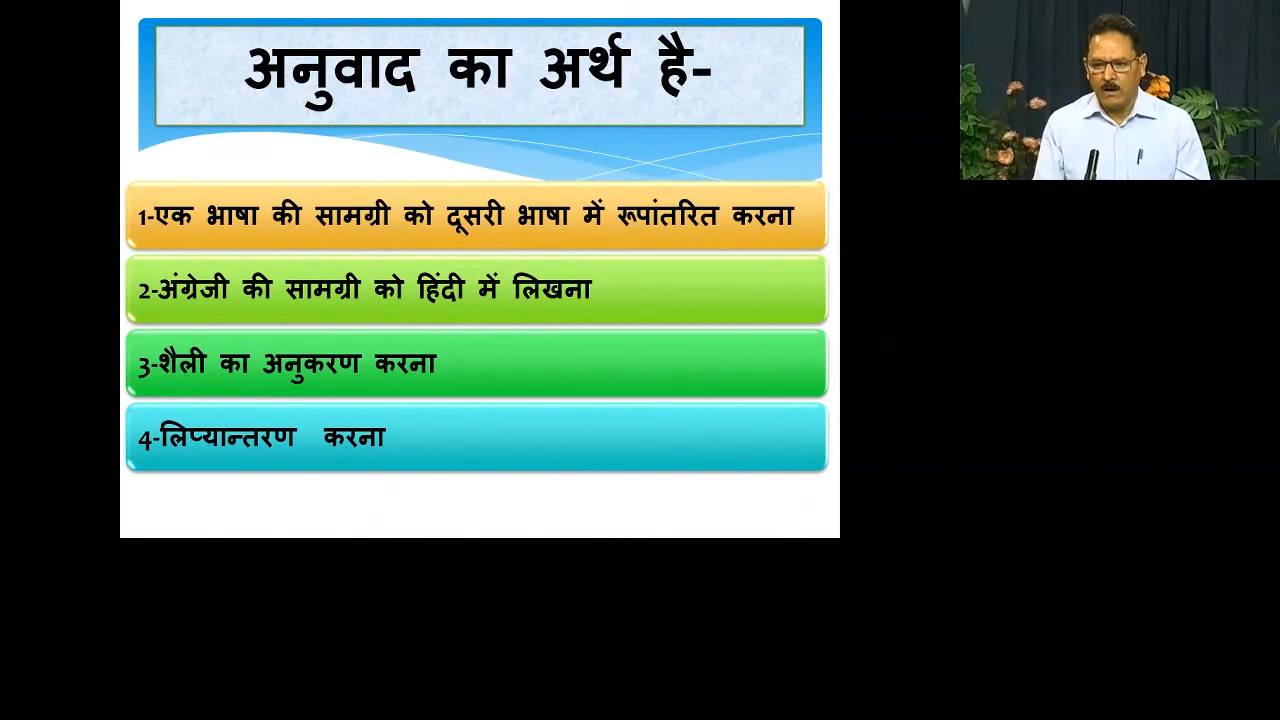 अनुवाद का अर्थ है-
1-एक भाषा की सामग्री को दूसरी भाषा में रूपांतरित करना
2-अंग्रेजी की सामग्री को हिंदी में लिखना
3-शैली का अनुकरण करना
4-लिप्यान्तरण करना